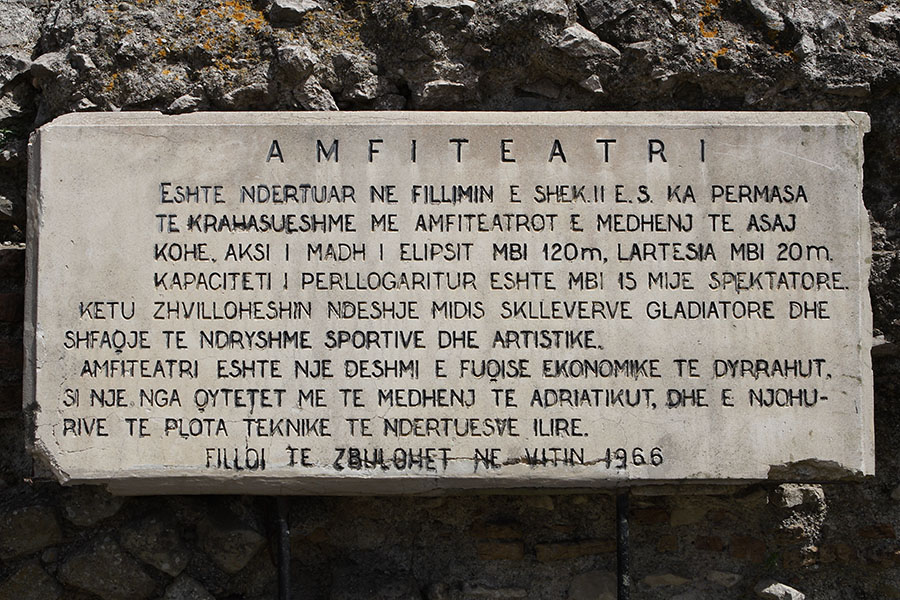 AMFITEATRI
ESHTE NDERTUAR NE FILLIMIN E SHEK.II E.S. KA PERMASA
TE KRAHASUESHME ME AMFITEATROT E MEDHENJ TE ASAJ
KOHE. AKSI I MADH I ELIPSIT MBI 120m, LARTESIA MBI 20m.
KAPACITETI I PERLLOGARITUR ESHTE MBI 15 MIJE SPEKTATORE.
KETU ZHVILLOHESHIN NDESHJE MIDIS SKLLEVERVE GLADIATORE DHE
SHFAQJE TE NDRYSHME SPORTIVE DHE ARTISTIKE.
AMFITEATRI ESHTE NJE DESHMI E FUQISE EKONOMIKE TE DYRRAHUT,
SI NJE NGA QYTETET ME TE MEDHENJ TE ADRIATIKUT, DHE E NJOHU-
RIVE TE PLOTA TEKNIKE TE NDERTUESVE ILIRE.
FILLOI TE ZBULOHET NE VITIN 1966